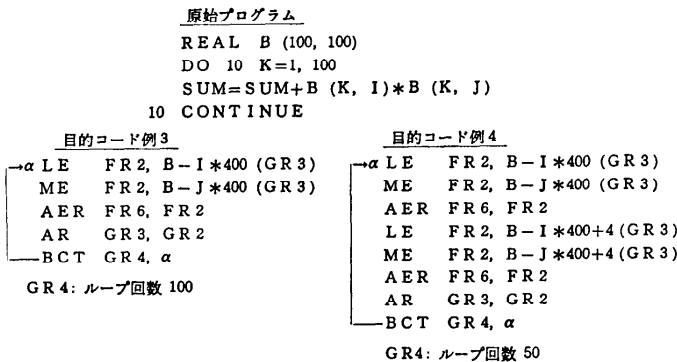 原始プログラム
REAL B (100, 100)
DO 10 K=1, 100
SUM=SUM+B (K, I)*B (K, J)
10 CONTINUE
目的コード例3
α LE FR2, B-I*400 (GR3)
ME FR2, B-J*400 (GR3)
AER FR6, FR2
AR GR3, GR2
BCT GR4, α
GR4: ループ回数 100
目的コード例4
α LE FR2, B-I*400 (GR3)
ME FR2, B-J*400 (GR3)
AER FR6, FR2
LE FR2, B-I*400+4 (GR3)
ME FR2, B-J*400+4 (GR3)
AER FR6, FR2
AR GR3, GR2
BCT GR4, α
GR4: ループ回数 50